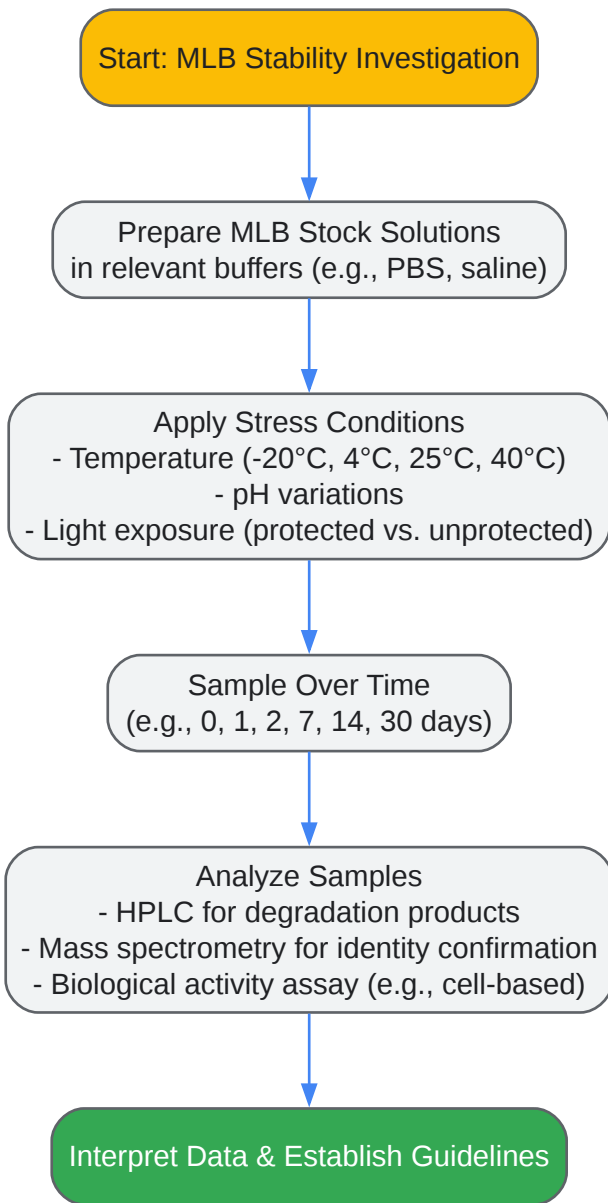 Start: MLB Stability Investigation
Prepare MLB Stock Solutions
in relevant buffers (e.g., PBS, saline)
Apply Stress Conditions
- Temperature (-20°C, 4°C, 25°C, 40°C)
- pH variations
- Light exposure (protected vs. unprotected)
Sample Over Time
(e.g., 0, 1, 2, 7, 14, 30 days)
Analyze Samples
- HPLC for degradation products
- Mass spectrometry for identity confirmation
- Biological activity assay (e.g., cell-based)
Interpret Data & Establish Guidelines